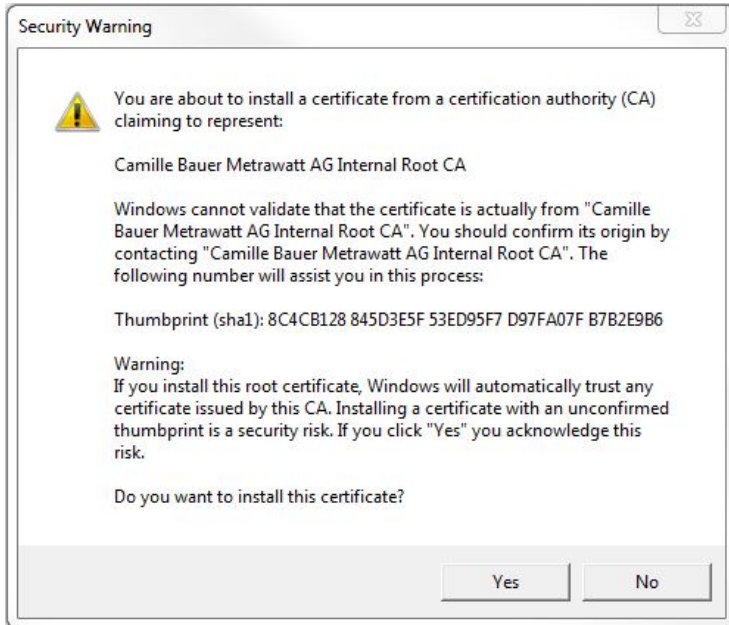 Security Warning
You are about to install a certificate from a certification authority (CA)
claiming to represent:
Camille Bauer Metrawatt AG Internal Root CA
Windows cannot validate that the certificate is actually from "Camille
Bauer Metrawatt AG Internal Root CA". You should confirm its origin by
contacting "Camille Bauer Metrawatt AG Internal Root CA". The
following number will assist you in this process:
Thumbprint (sha1): 8C4CB128 845D3E5F 53ED95F7 D97FA07F B7B2E9B6
Warning:
If you install this root certificate, Windows will automatically trust any
certificate issued by this CA. Installing a certificate with an unconfirmed
thumbprint is a security risk. If you click "Yes" you acknowledge this
risk.
Do you want to install this certificate?
Yes
No